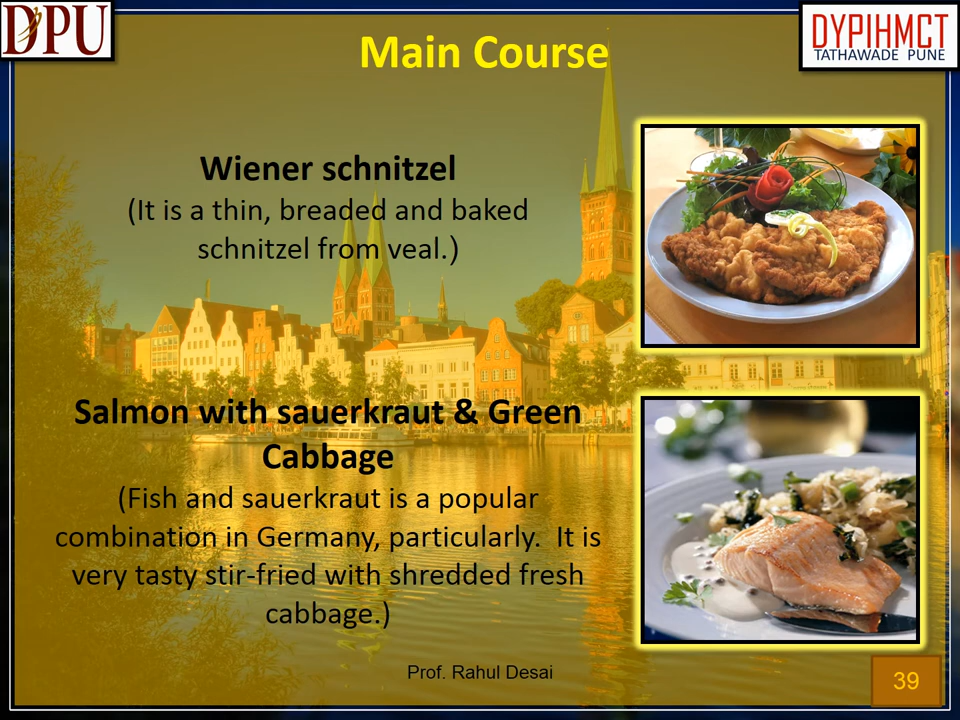 DPU
DYPIHMCT
TATHAWADE PUNE
Main Course
Wiener schnitzel
(It is a thin, breaded and baked
schnitzel from veal.)
Salmon with sauerkraut & Green
Cabbage
(Fish and sauerkraut is a popular
combination in Germany, particularly. It is
very tasty stir-fried with shredded fresh
cabbage.)
Prof. Rahul Desai
39